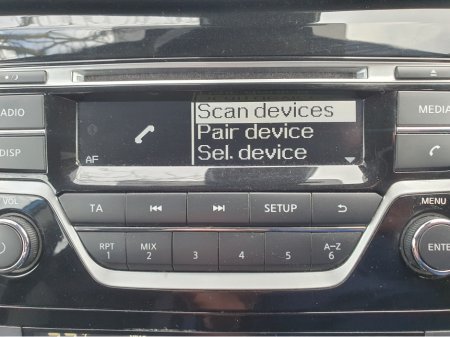 Scan devices
RADIO
Pair device
MEDIA
DISP
Sel. device
AF
VOL
TA
SETUP
MENU
RPT
1
MIX
2
3
4
5
A-Z
6
ENTE